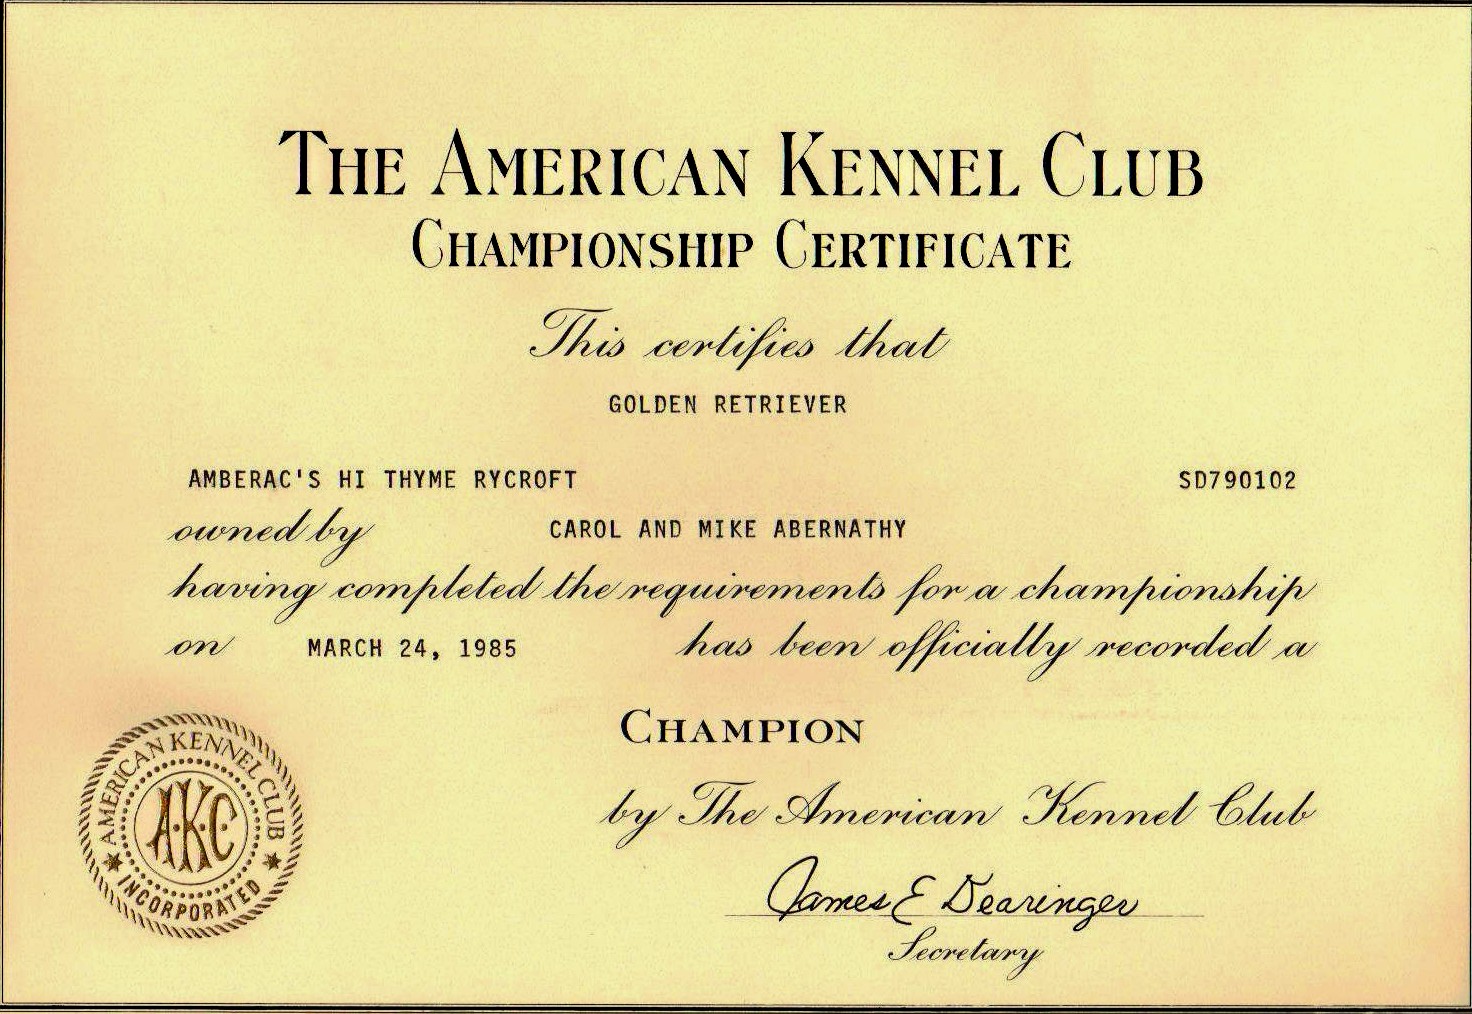 THE AMERICAN KENNEL CLUB
CHAMPIONSHIP CERTIFICATE
This certifies that
GOLDEN RETRIEVER
AMBERAC'S HI THYME RYCROFT SD790102
owned by CAROL AND MIKE ABERNATHY
having completed the requirements for a championship
on MARCH 24, 1985 has been officially recorded a
CHAMPION
by The American Kennel Club
James E Dearinger
Secretary
AMERICAN KENNEL CLUB
A·K·C
INCORPORATED